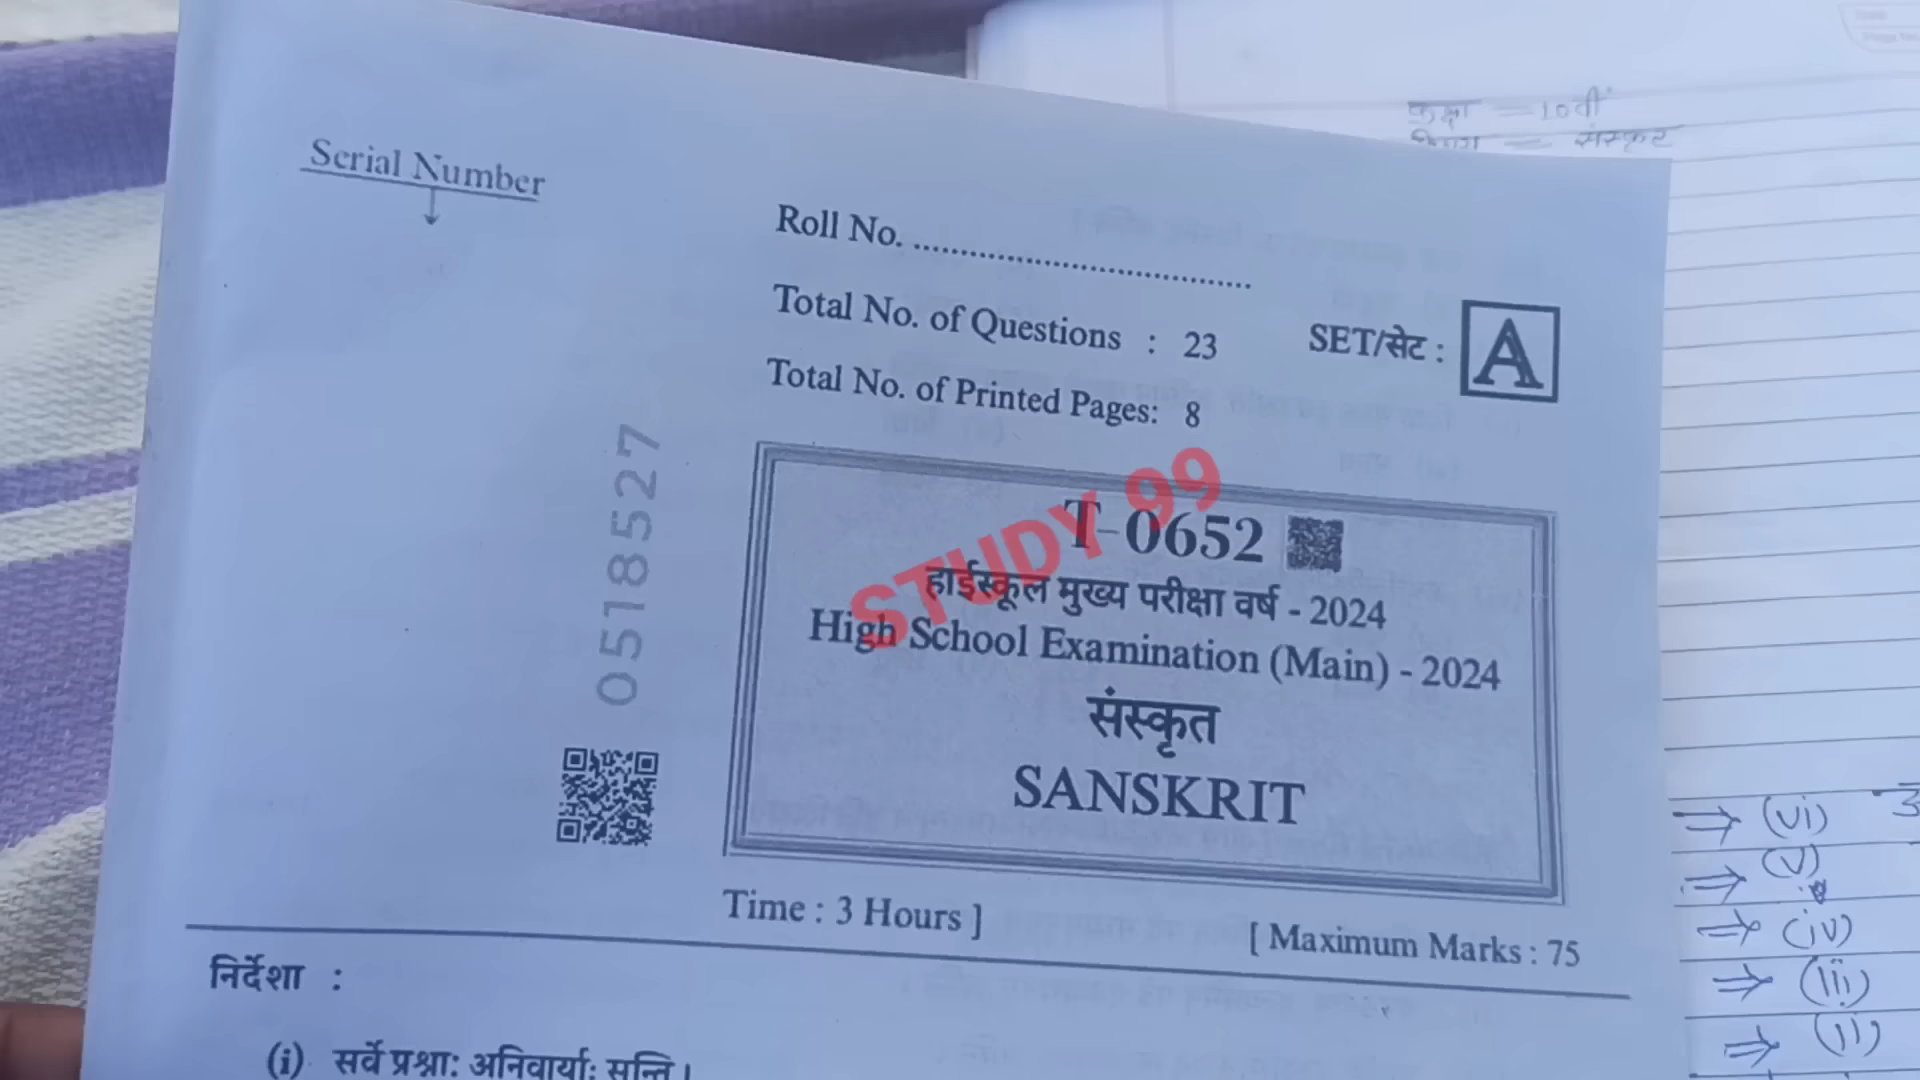 कक्षा = 10वीं
= संस्कृत
Serial Number
Roll No. ....................................
Total No. of Questions : 23
SET/सेट : A
Total No. of Printed Pages: 8
0518527
STUDY 99
T-0652
हाईस्कूल मुख्य परीक्षा वर्ष - 2024
High School Examination (Main) - 2024
संस्कृत
SANSKRIT
Time : 3 Hours ]
[ Maximum Marks : 75
निर्देशा :
(i) सर्वे प्रश्नाः अनिवार्याः सन्ति।
⇒ (vi)
⇒ (v)
⇒ (iv)
⇒ (iii)
⇒ (ii)